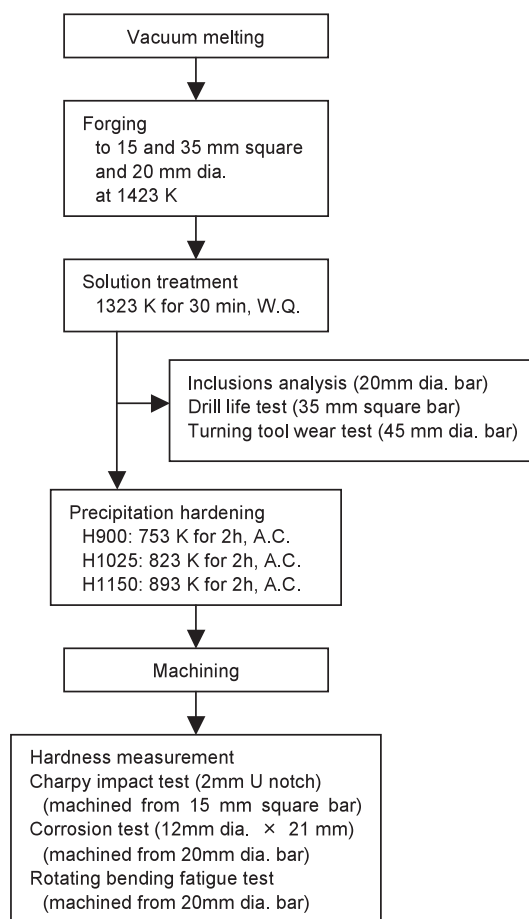 Vacuum melting
Forging
to 15 and 35 mm square
and 20 mm dia.
at 1423 K
Solution treatment
1323 K for 30 min, W.Q.
Inclusions analysis (20mm dia. bar)
Drill life test (35 mm square bar)
Turning tool wear test (45 mm dia. bar)
Precipitation hardening
H900: 753 K for 2h, A.C.
H1025: 823 K for 2h, A.C.
H1150: 893 K for 2h, A.C.
Machining
Hardness measurement
Charpy impact test (2mm U notch)
(machined from 15 mm square bar)
Corrosion test (12mm dia. × 21 mm)
(machined from 20mm dia. bar)
Rotating bending fatigue test
(machined from 20mm dia. bar)